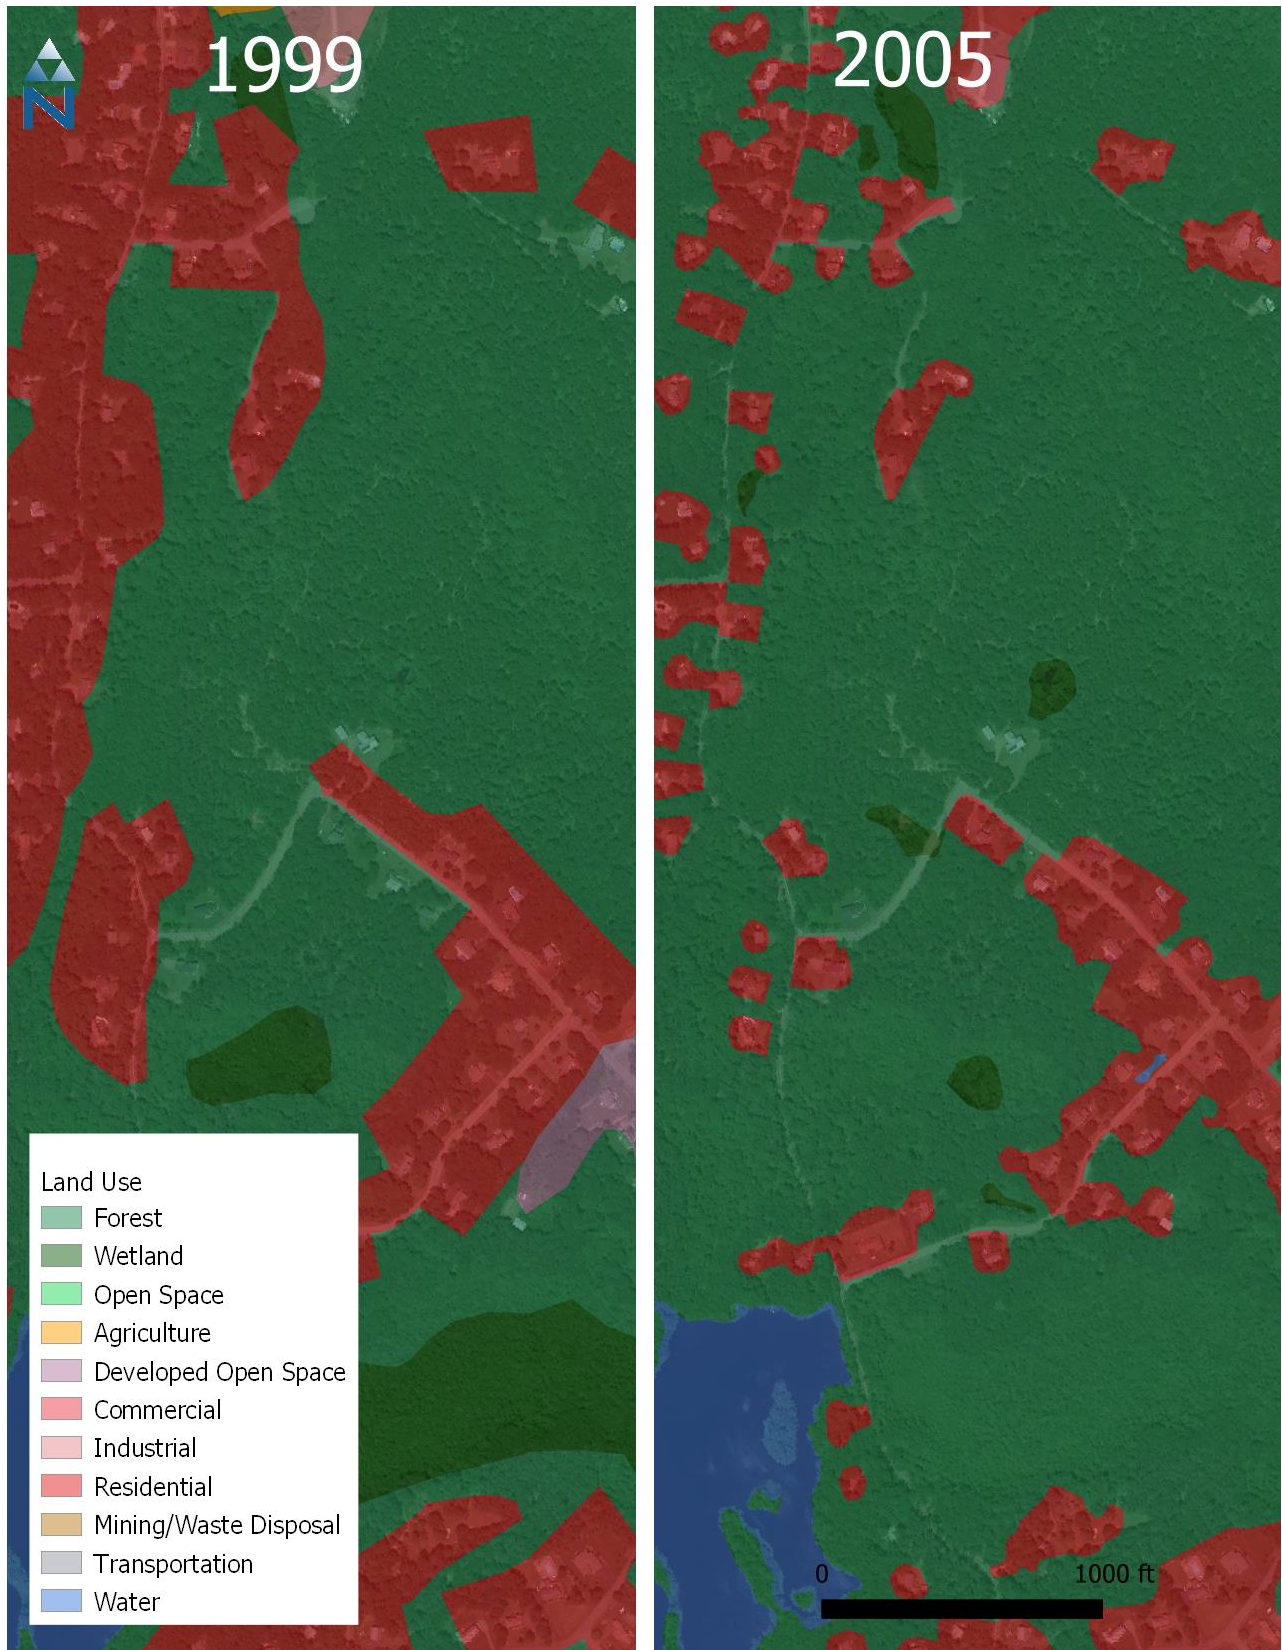 1999
2005
N
Land Use
Forest
Wetland
Open Space
Agriculture
Developed Open Space
Commercial
Industrial
Residential
Mining/Waste Disposal
Transportation
Water
0 1000 ft